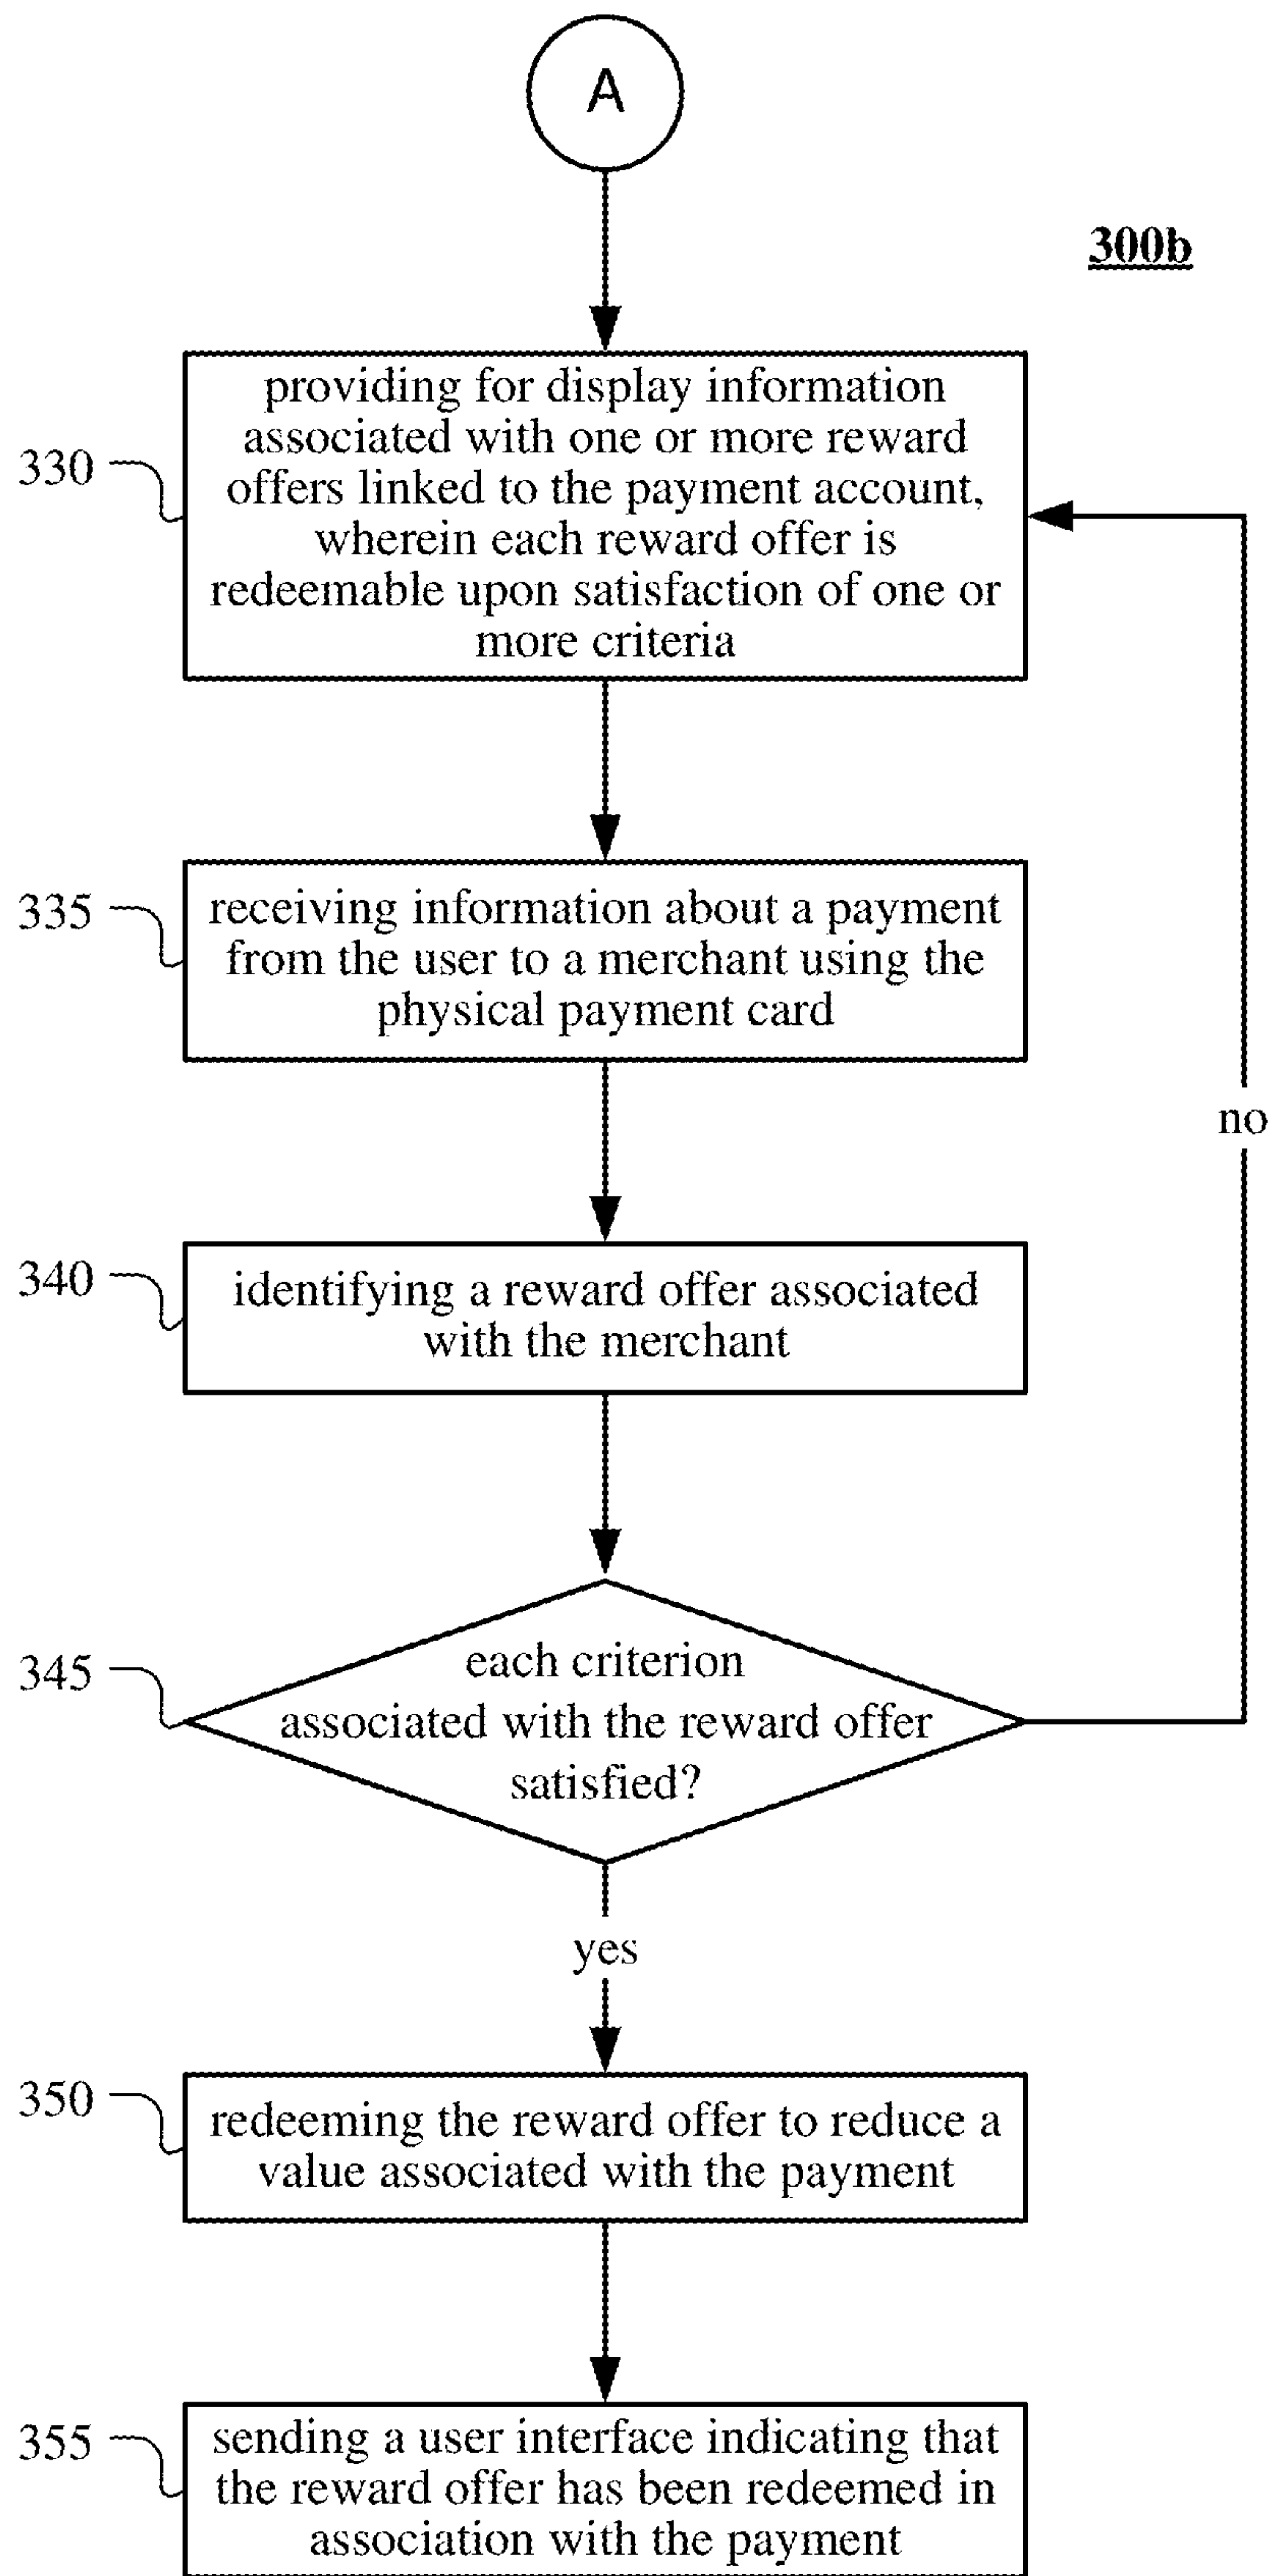 A
300b
330
providing for display information
associated with one or more reward
offers linked to the payment account,
wherein each reward offer is
redeemable upon satisfaction of one or
more criteria
335
receiving information about a payment
from the user to a merchant using the
physical payment card
no
340
identifying a reward offer associated
with the merchant
345
each criterion
associated with the reward offer
satisfied?
yes
350
redeeming the reward offer to reduce a
value associated with the payment
355
sending a user interface indicating that
the reward offer has been redeemed in
association with the payment